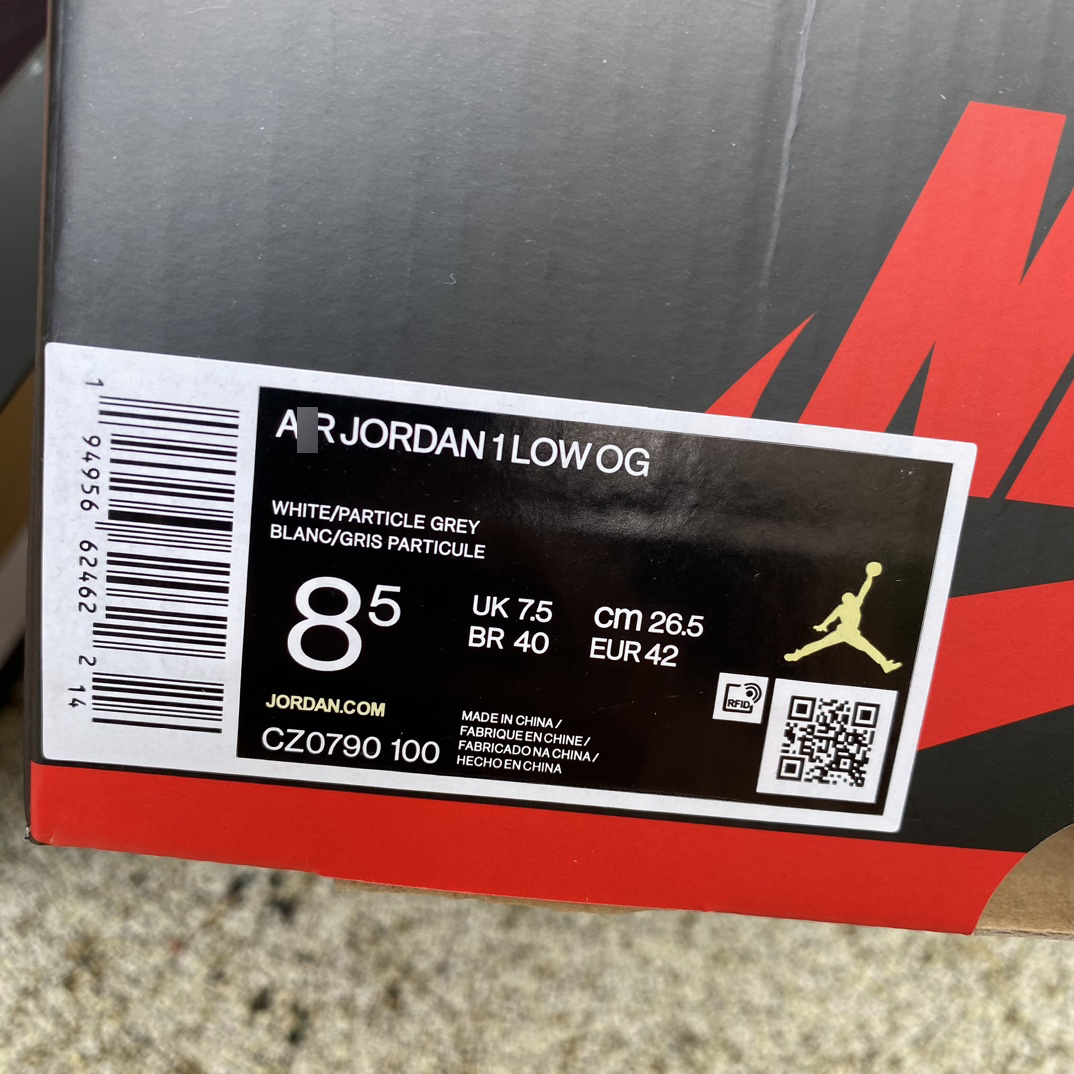 A R JORDAN 1 LOW OG
WHITE/PARTICLE GREY
BLANC/GRIS PARTICULE
8 5
UK 7.5
BR 40
cm 26.5
EUR 42
JORDAN.COM
CZ0790 100
MADE IN CHINA /
FABRIQUE EN CHINE /
FABRICADO NA CHINA /
HECHO EN CHINA
RFID
1 94956 62462 2 14